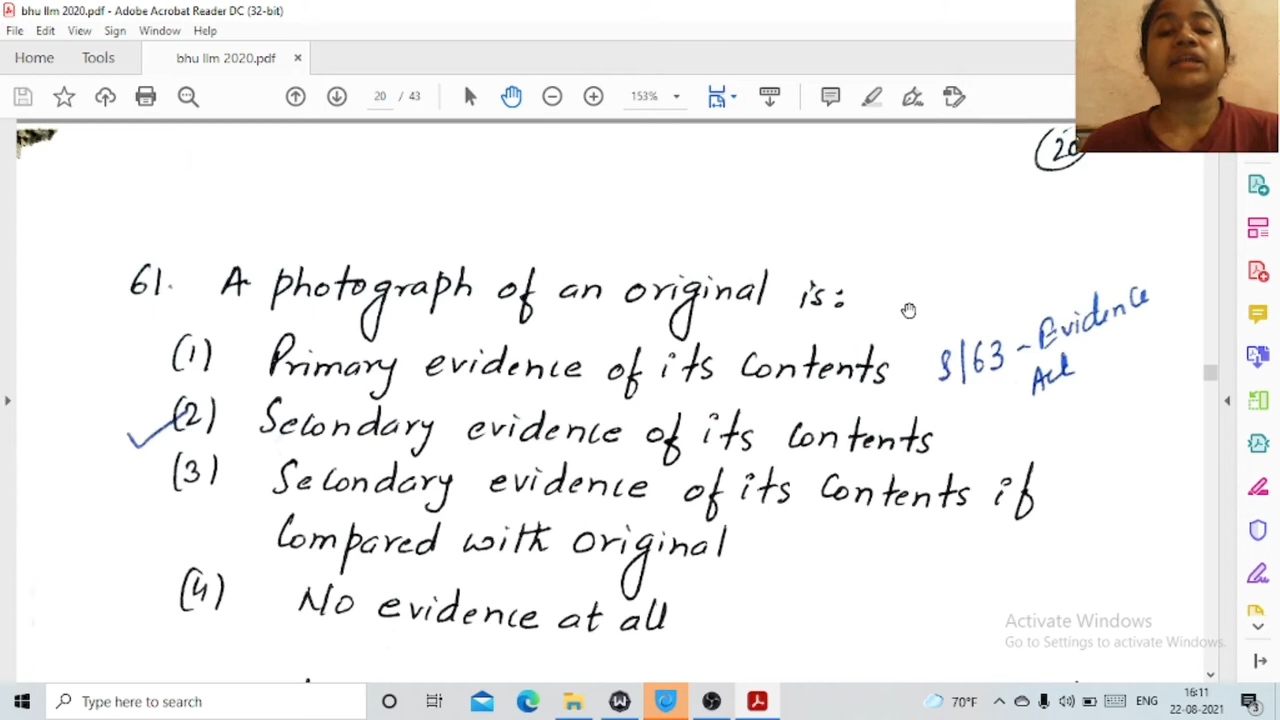 bhu llm 2020.pdf - Adobe Acrobat Reader DC (32-bit)
File Edit View Sign Window Help
Home Tools bhu llm 2020.pdf ×
20 / 43 153%
61. A photograph of an original is:
(1) Primary evidence of its contents
S/63 - Evidence
Act
(2) Secondary evidence of its contents
(3) Secondary evidence of its contents if
compared with original
(4) No evidence at all
Activate Windows
Go to Settings to activate Windows.
Type here to search
70°F ENG 16:11
22-08-2021 3